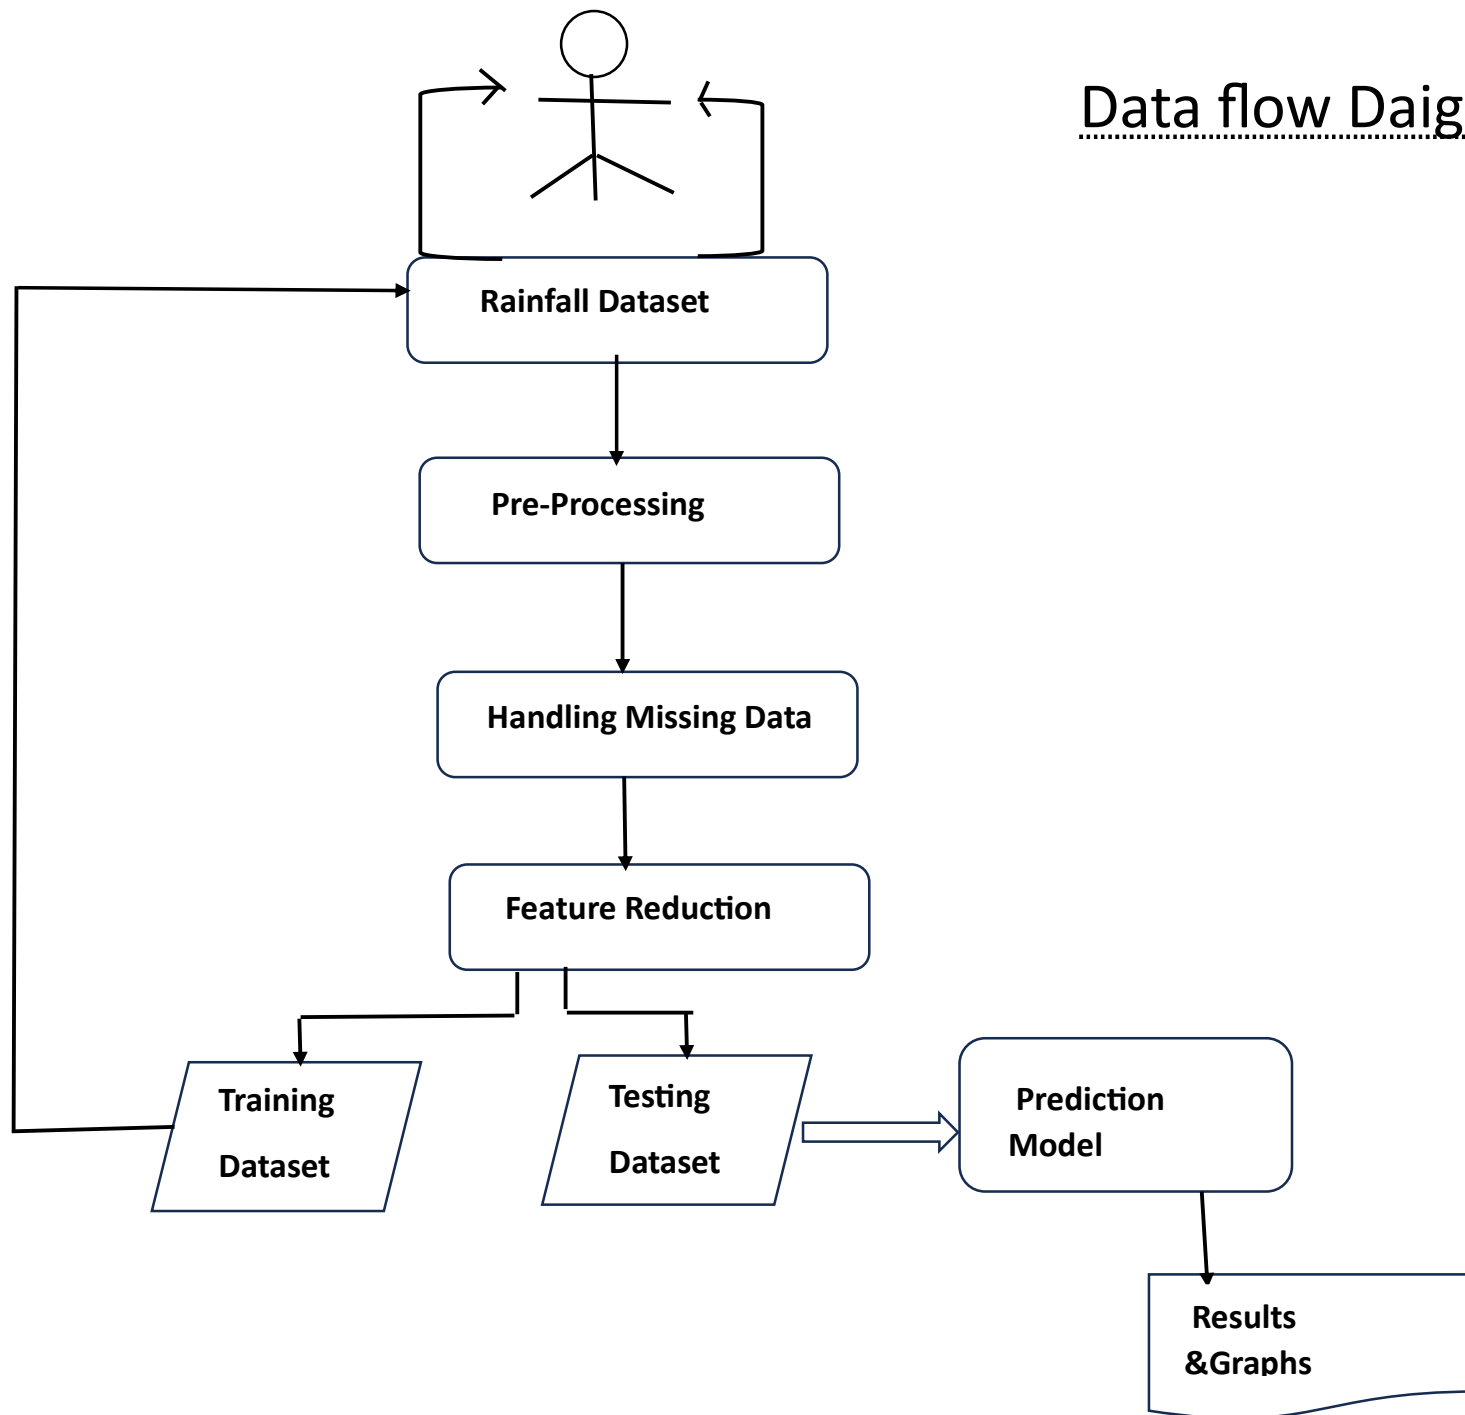 Data flow Daig
Rainfall Dataset
Pre-Processing
Handling Missing Data
Feature Reduction
Training
Dataset
Testing
Dataset
Prediction
Model
Results
&Graphs